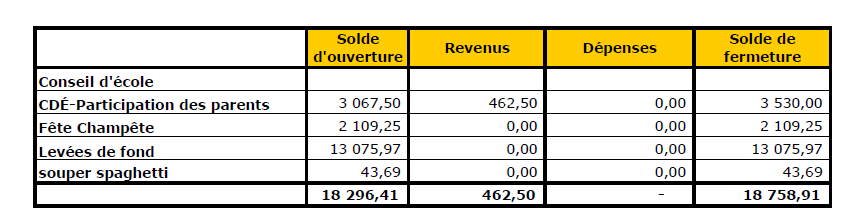 Solde d'ouverture Revenus Dépenses Solde de fermeture
Conseil d'école
CDÉ-Participation des parents 3 067,50 462,50 0,00 3 530,00
Fête Champête 2 109,25 0,00 0,00 2 109,25
Levées de fond 13 075,97 0,00 0,00 13 075,97
souper spaghetti 43,69 0,00 0,00 43,69
18 296,41 462,50 - 18 758,91